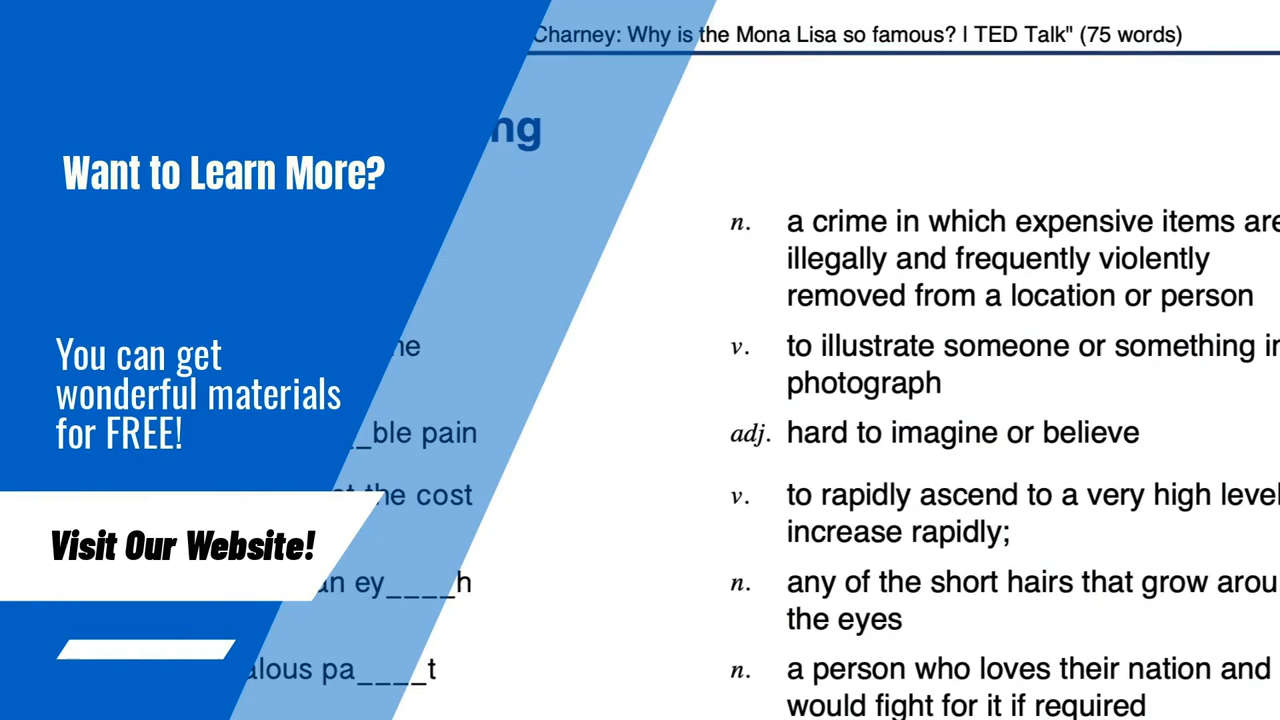 Charney: Why is the Mona Lisa so famous? | TED Talk" (75 words)
ng
Want to Learn More?
You can get
wonderful materials
for FREE!
Visit Our Website!
ne
_ble pain
the cost
an ey____h
alous pa____t
n. a crime in which expensive items are
illegally and frequently violently
removed from a location or person
v. to illustrate someone or something in
photograph
adj. hard to imagine or believe
v. to rapidly ascend to a very high level
increase rapidly;
n. any of the short hairs that grow arou
the eyes
n. a person who loves their nation and
would fight for it if required